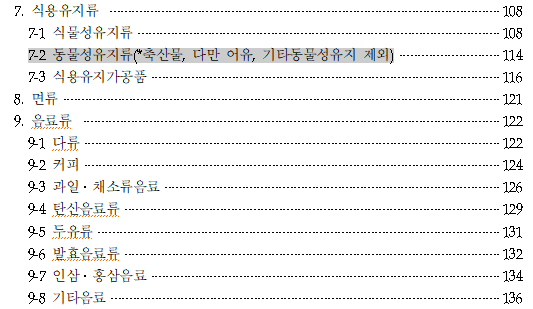 7. 식용유지류 108
7-1 식물성유지류 108
7-2 동물성유지류(*축산물, 다만 어유, 기타동물성유지 제외) 114
7-3 식용유지가공품 116
8. 면류 121
9. 음료류 122
9-1 다류 122
9-2 커피 124
9-3 과일·채소류음료 126
9-4 탄산음료류 129
9-5 두유류 131
9-6 발효음료류 132
9-7 인삼·홍삼음료 134
9-8 기타음료 136